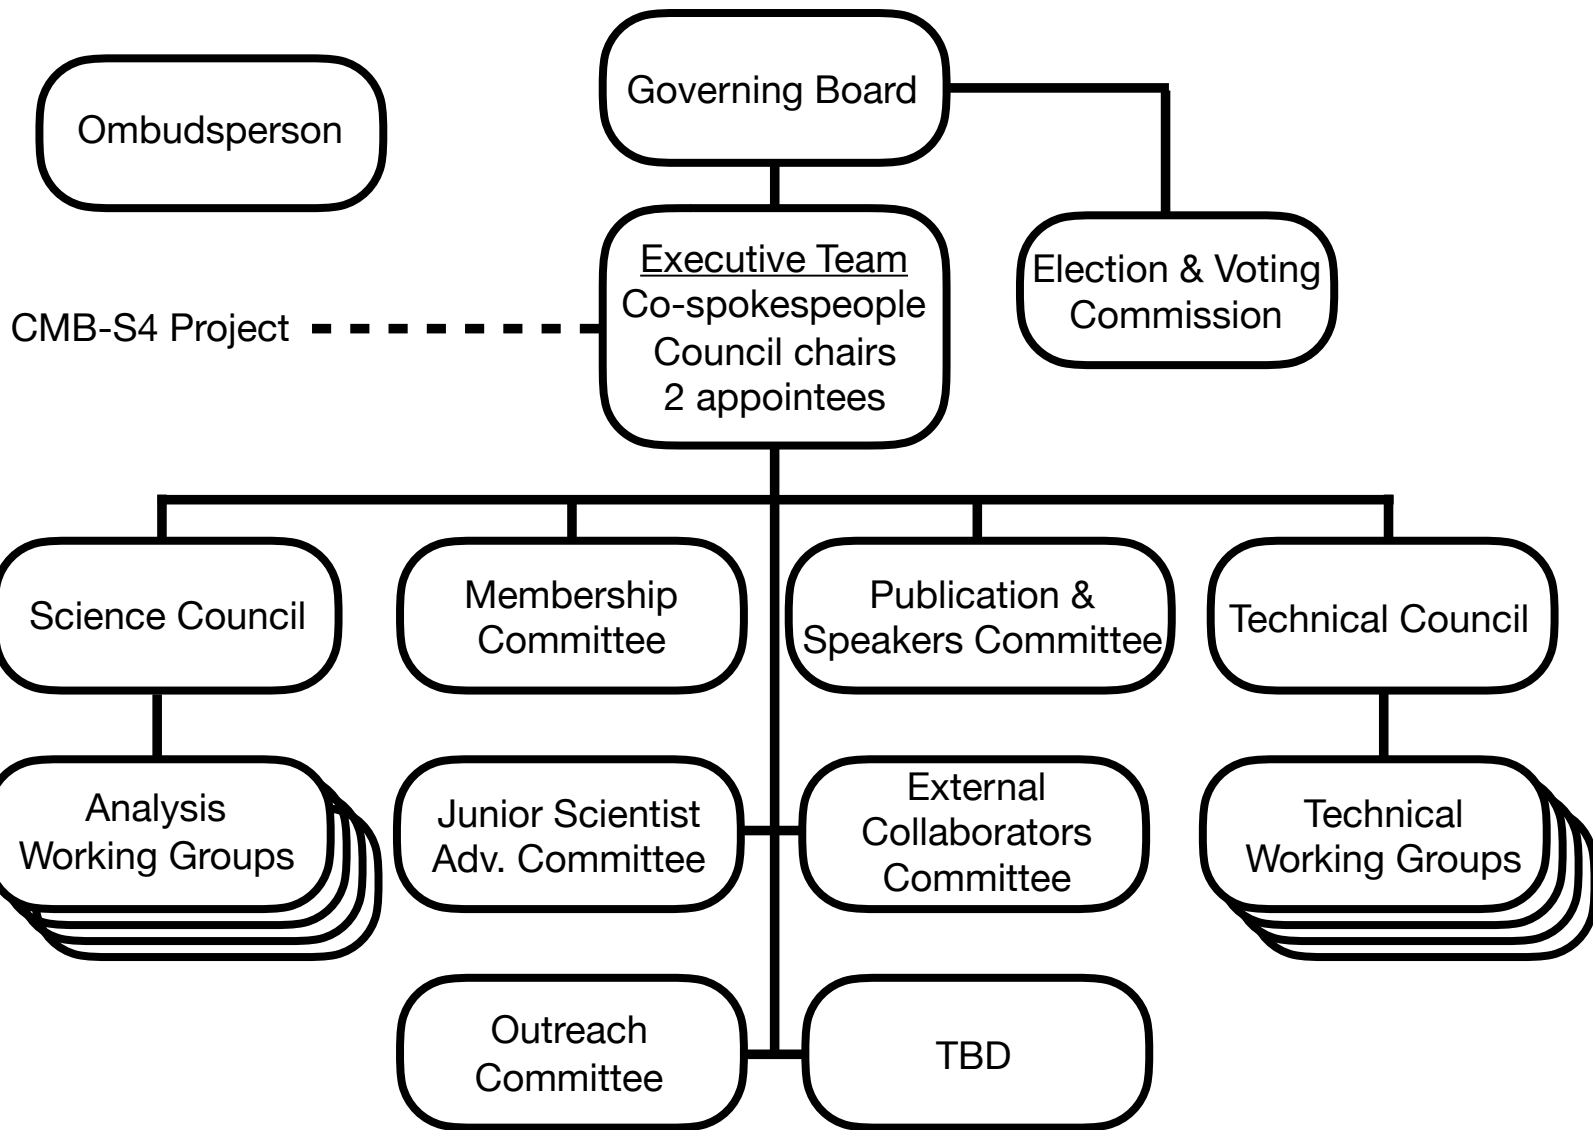 Governing Board
Ombudsperson
Executive Team
Co-spokespeople
Council chairs
2 appointees
Election & Voting
Commission
CMB-S4 Project
Science Council
Membership
Committee
Publication &
Speakers Committee
Technical Council
Analysis
Working Groups
Junior Scientist
Adv. Committee
External
Collaborators
Committee
Technical
Working Groups
Outreach
Committee
TBD